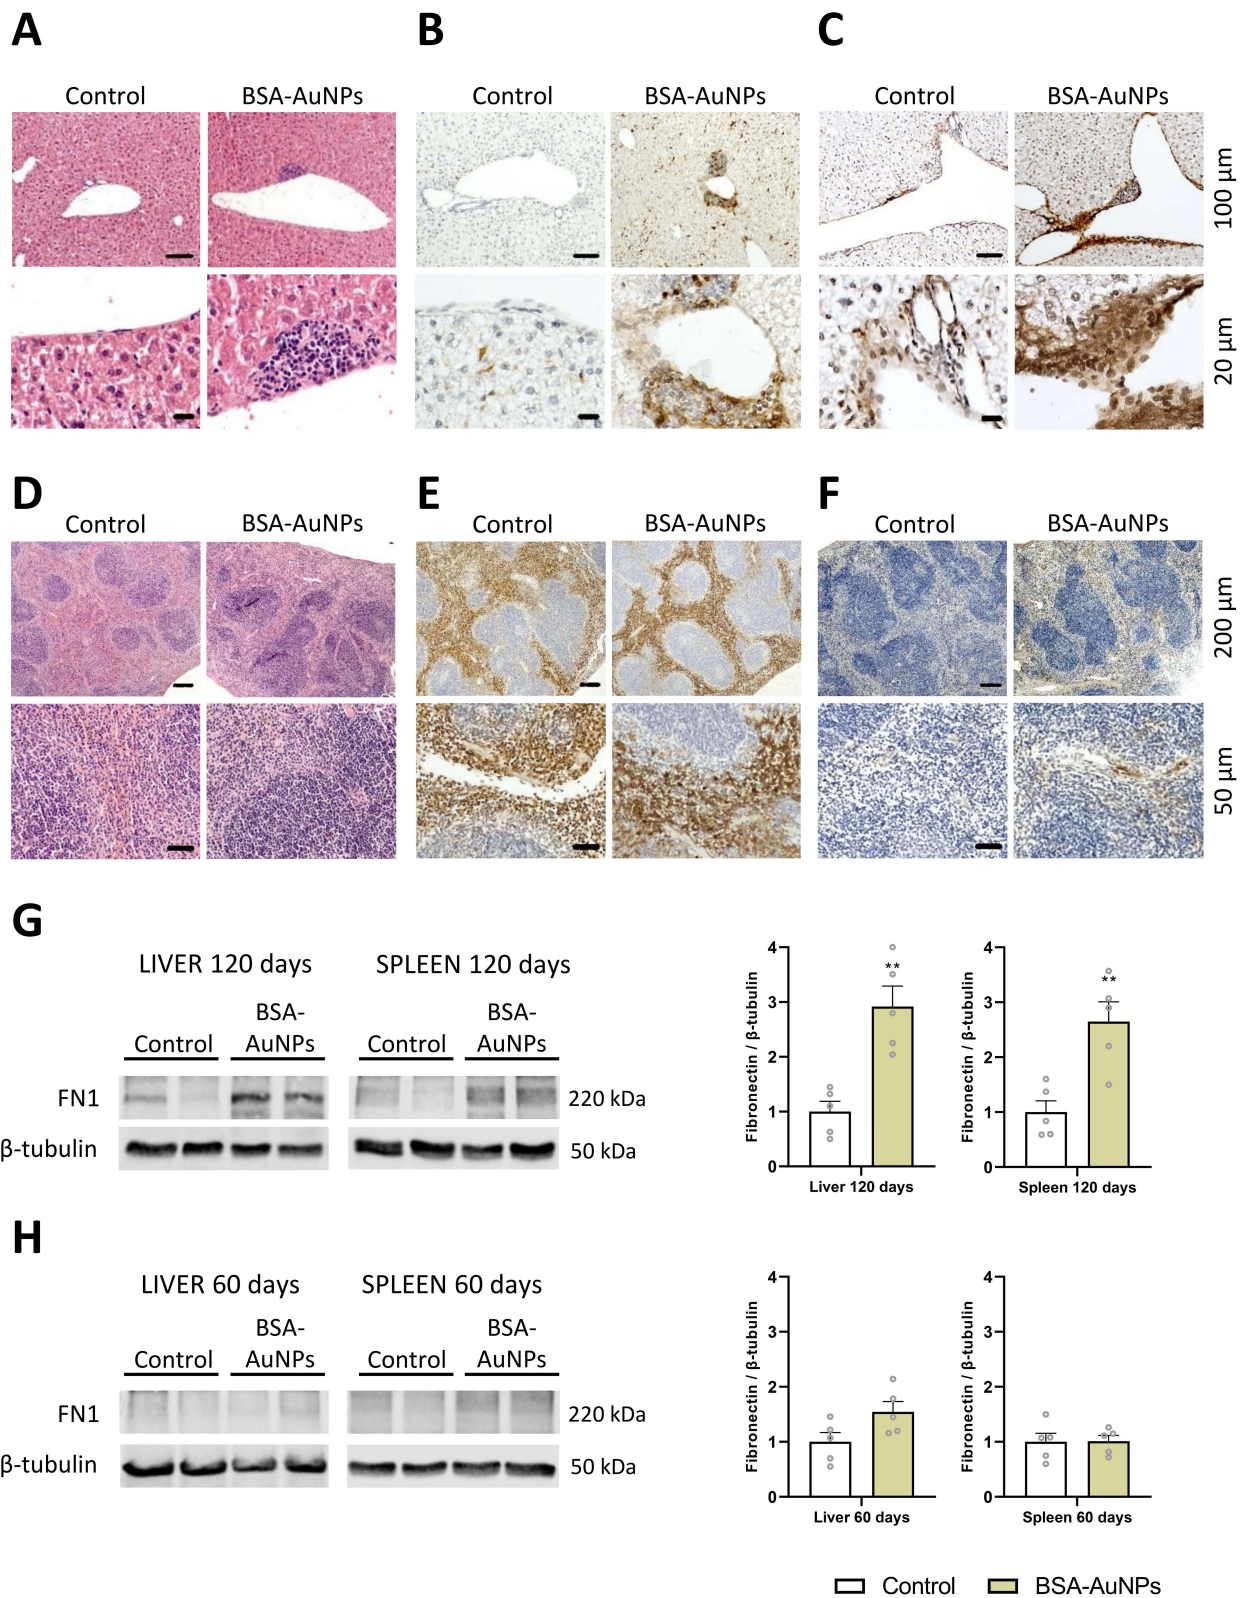 A
B
C
Control
BSA-AuNPs
Control
BSA-AuNPs
Control
BSA-AuNPs
100 µm
20 µm
D
E
F
Control
BSA-AuNPs
Control
BSA-AuNPs
Control
BSA-AuNPs
200 µm
50 µm
G
LIVER 120 days
SPLEEN 120 days
Control
BSA-
AuNPs
Control
BSA-
AuNPs
FN1
220 kDa
β-tubulin
50 kDa
Fibronectin / β-tubulin
4
3
2
1
0
**
Liver 120 days
Fibronectin / β-tubulin
4
3
2
1
0
**
Spleen 120 days
H
LIVER 60 days
SPLEEN 60 days
Control
BSA-
AuNPs
Control
BSA-
AuNPs
FN1
220 kDa
β-tubulin
50 kDa
Fibronectin / β-tubulin
4
3
2
1
0
Liver 60 days
Fibronectin / β-tubulin
4
3
2
1
0
Spleen 60 days
Control
BSA-AuNPs